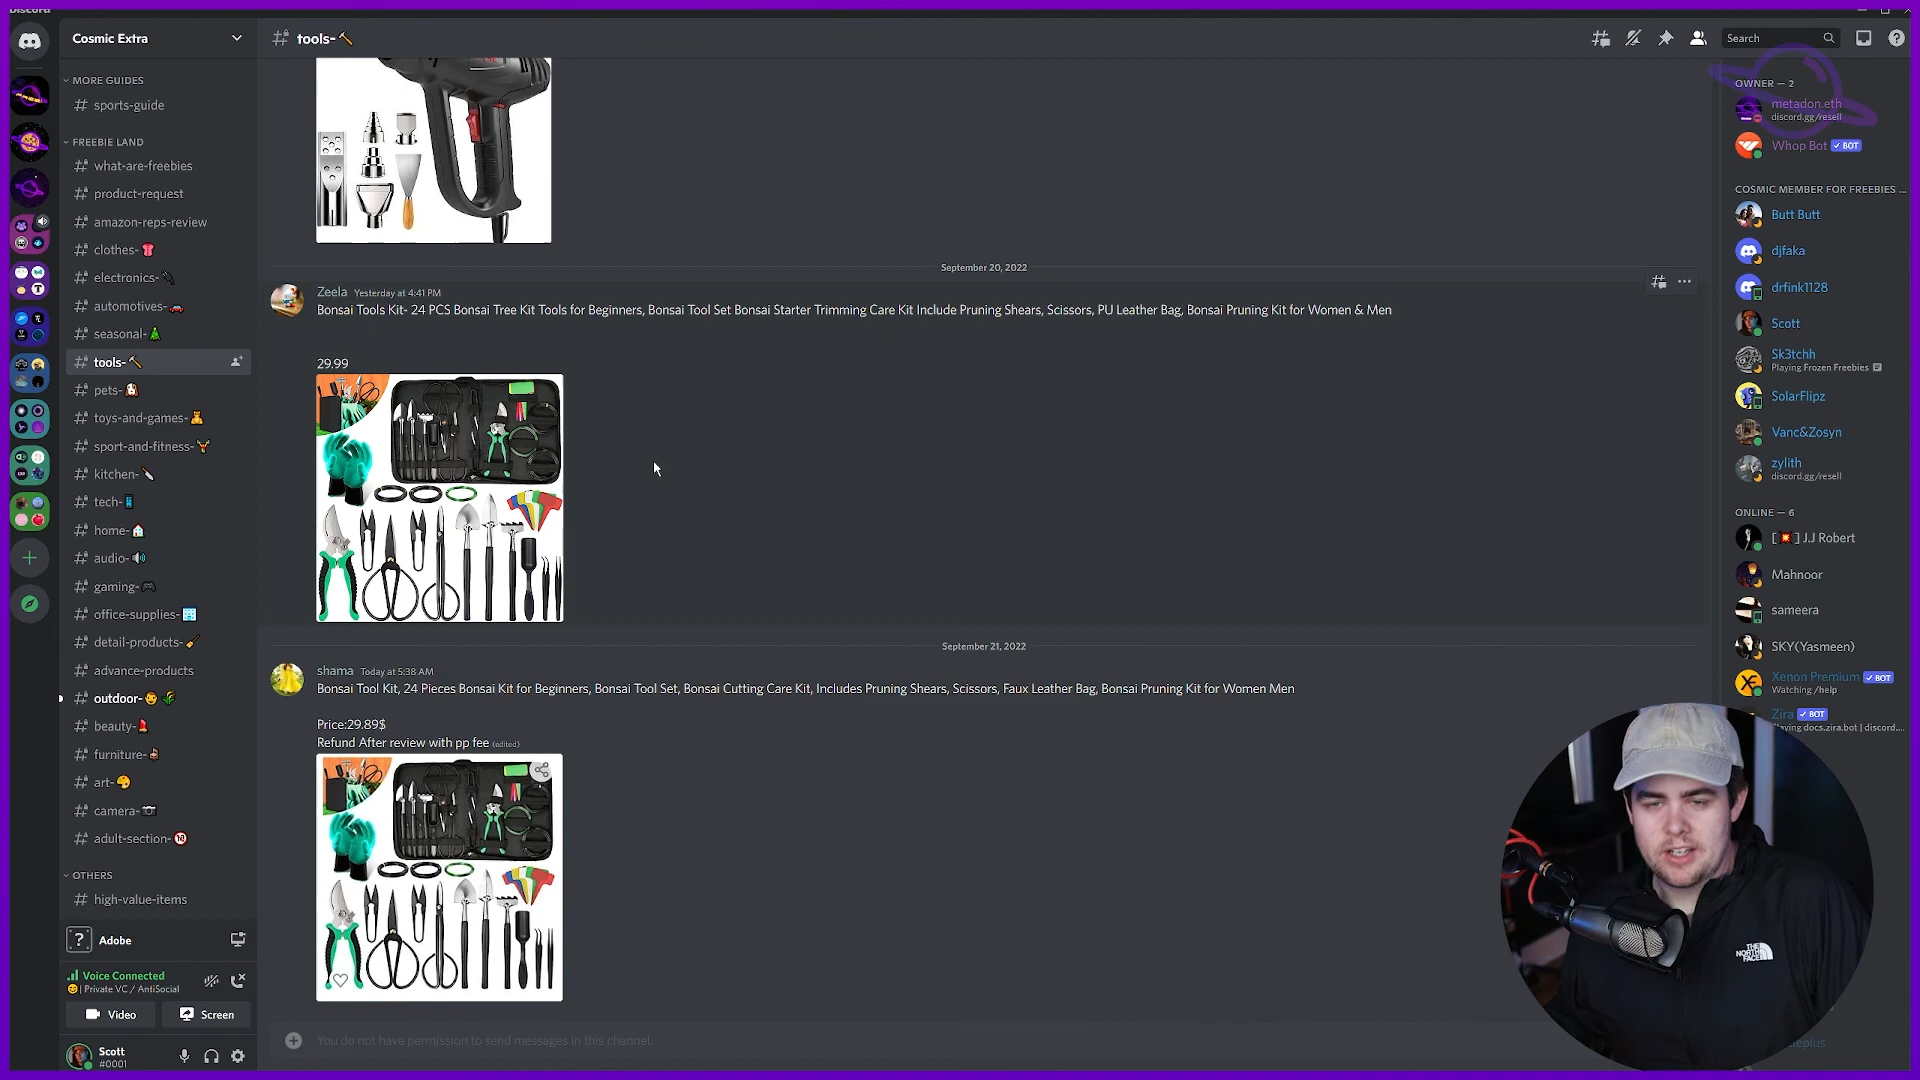 Discord
Cosmic Extra
MORE GUIDES
sports-guide
FREEBIE LAND
what-are-freebies
product-request
amazon-reps-review
clothes-
electronics-
automotives-
seasonal-
tools-
pets-
toys-and-games-
sport-and-fitness-
kitchen-
tech-
home-
audio-
gaming-
office-supplies-
detail-products-
advance-products
outdoor-
beauty-
furniture-
art-
camera-
adult-section-
OTHERS
high-value-items
? Adobe
Voice Connected
| Private VC / AntiSocial
Video
Screen
Scott
#0001
tools-
September 20, 2022
Zeela Yesterday at 4:41 PM
Bonsai Tools Kit- 24 PCS Bonsai Tree Kit Tools for Beginners, Bonsai Tool Set Bonsai Starter Trimming Care Kit Include Pruning Shears, Scissors, PU Leather Bag, Bonsai Pruning Kit for Women & Men
29.99
September 21, 2022
shama Today at 5:38 AM
Bonsai Tool Kit, 24 Pieces Bonsai Kit for Beginners, Bonsai Tool Set, Bonsai Cutting Care Kit, Includes Pruning Shears, Scissors, Faux Leather Bag, Bonsai Pruning Kit for Women Men
Price:29.89$
Refund After review with pp fee (edited)
You do not have permission to send messages in this channel.
Search
OWNER — 2
metadon.eth
discord.gg/resell
Whop Bot BOT
COSMIC MEMBER FOR FREEBIES ...
Butt Butt
djfaka
drfink1128
Scott
Sk3tchh
Playing Frozen Freebies
SolarFlipz
Vanc&Zosyn
zylith
discord.gg/resell
ONLINE — 6
[ ] J.J Robert
Mahnoor
sameera
SKY(Yasmeen)
Xenon Premium BOT
Watching /help
Zira BOT
docs.zira.bot | discord....
THE NORTH FACE